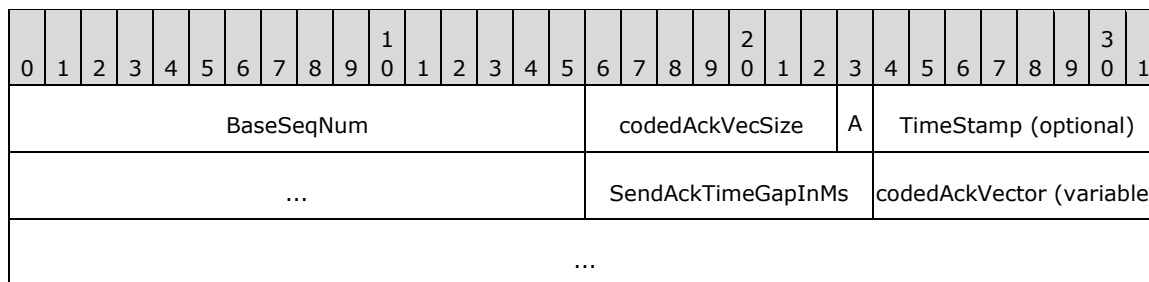 0 1 2 3 4 5 6 7 8 9 1 0 1 2 3 4 5 6 7 8 9 2 0 1 2 3 4 5 6 7 8 9 3 0 1
BaseSeqNum codedAckVecSize A TimeStamp (optional)
... SendAckTimeGapInMs codedAckVector (variable
...